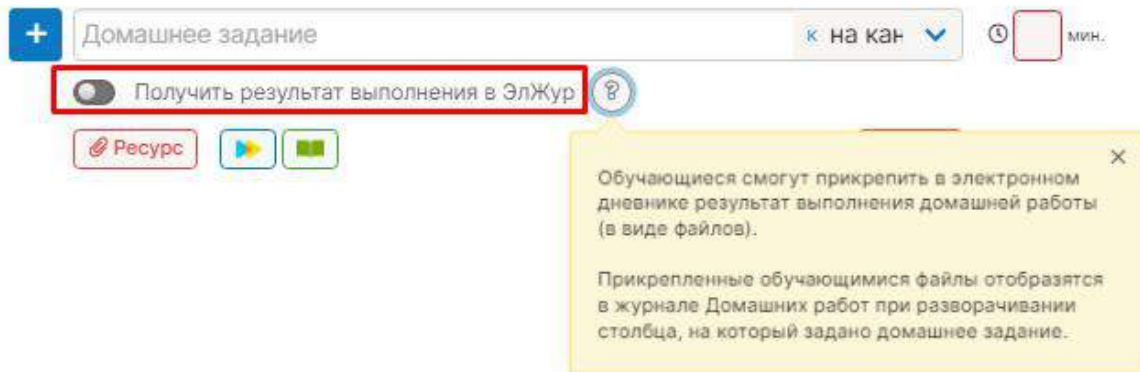 + Домашнее задание к на кан мин.
Получить результат выполнения в ЭлЖур ?
Ресурс
Обучающиеся смогут прикрепить в электронном
дневнике результат выполнения домашней работы
(в виде файлов).
Прикрепленные обучающимися файлы отобразятся
в журнале Домашних работ при разворачивании
столбца, на который задано домашнее задание.